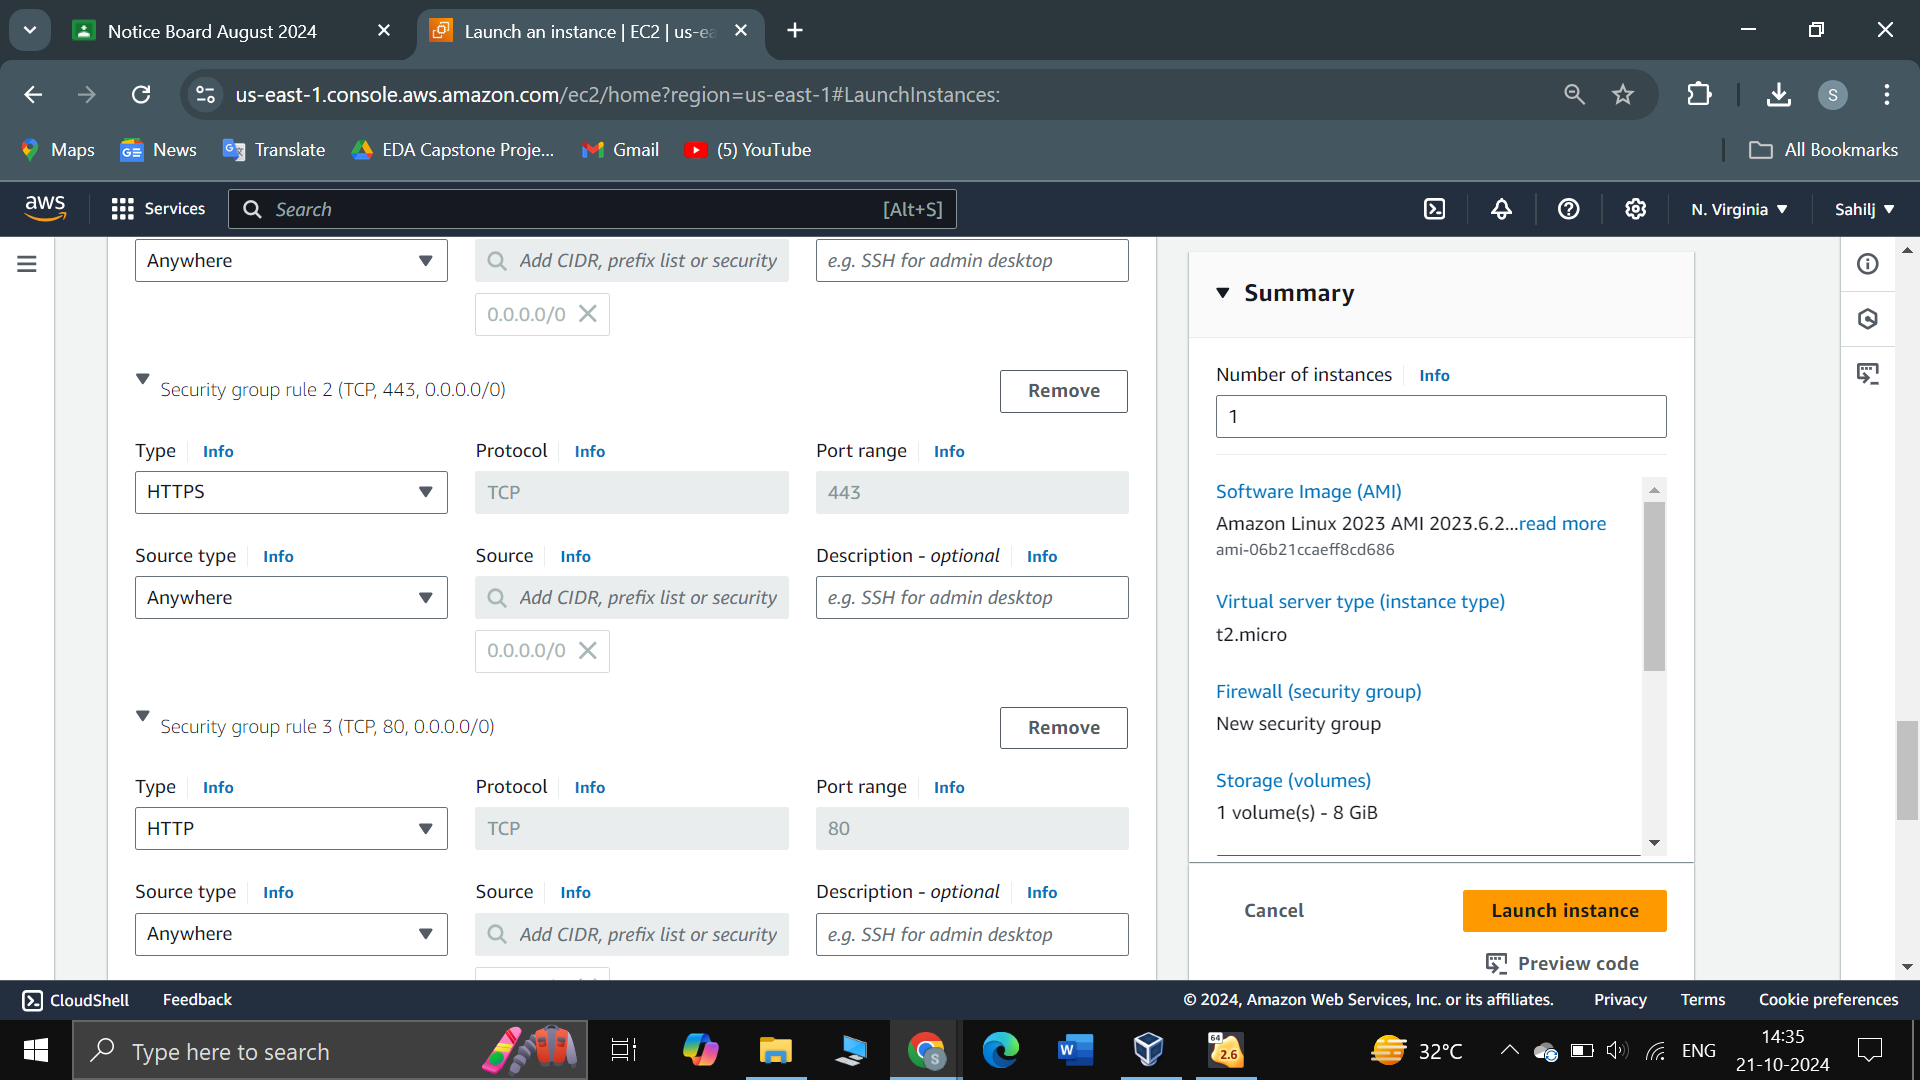 Notice Board August 2024
Launch an instance | EC2 | us-ea
us-east-1.console.aws.amazon.com/ec2/home?region=us-east-1#LaunchInstances:
S
Maps
News
Translate
EDA Capstone Proje...
Gmail
(5) YouTube
All Bookmarks
aws
Services
Search
[Alt+S]
N. Virginia
Sahilj
Anywhere
Add CIDR, prefix list or security
e.g. SSH for admin desktop
0.0.0.0/0
Security group rule 2 (TCP, 443, 0.0.0.0/0)
Remove
Type Info
Protocol Info
Port range Info
HTTPS
TCP
443
Source type Info
Source Info
Description - optional Info
Anywhere
Add CIDR, prefix list or security
e.g. SSH for admin desktop
0.0.0.0/0
Security group rule 3 (TCP, 80, 0.0.0.0/0)
Remove
Type Info
Protocol Info
Port range Info
HTTP
TCP
80
Source type Info
Source Info
Description - optional Info
Anywhere
Add CIDR, prefix list or security
e.g. SSH for admin desktop
Summary
Number of instances Info
1
Software Image (AMI)
Amazon Linux 2023 AMI 2023.6.2...read more
ami-06b21ccaeff8cd686
Virtual server type (instance type)
t2.micro
Firewall (security group)
New security group
Storage (volumes)
1 volume(s) - 8 GiB
Cancel
Launch instance
Preview code
CloudShell
Feedback
© 2024, Amazon Web Services, Inc. or its affiliates.
Privacy
Terms
Cookie preferences
Type here to search
S
W
64
2.6
32°C
ENG
14:35
21-10-2024